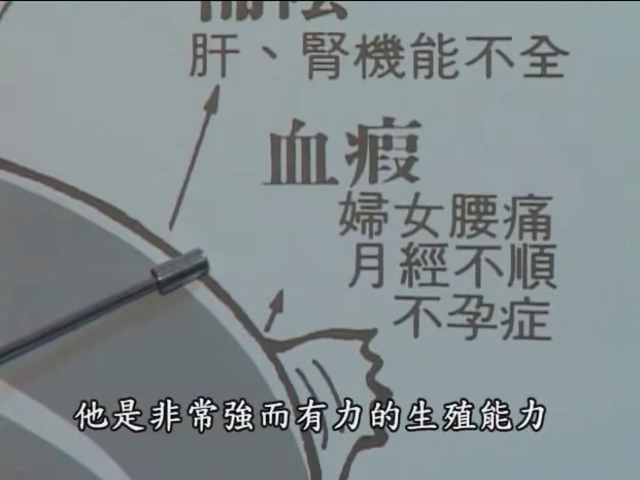 肝、腎機能不全
血瘕
婦女腰痛
月經不順
不孕症
他是非常強而有力的生殖能力